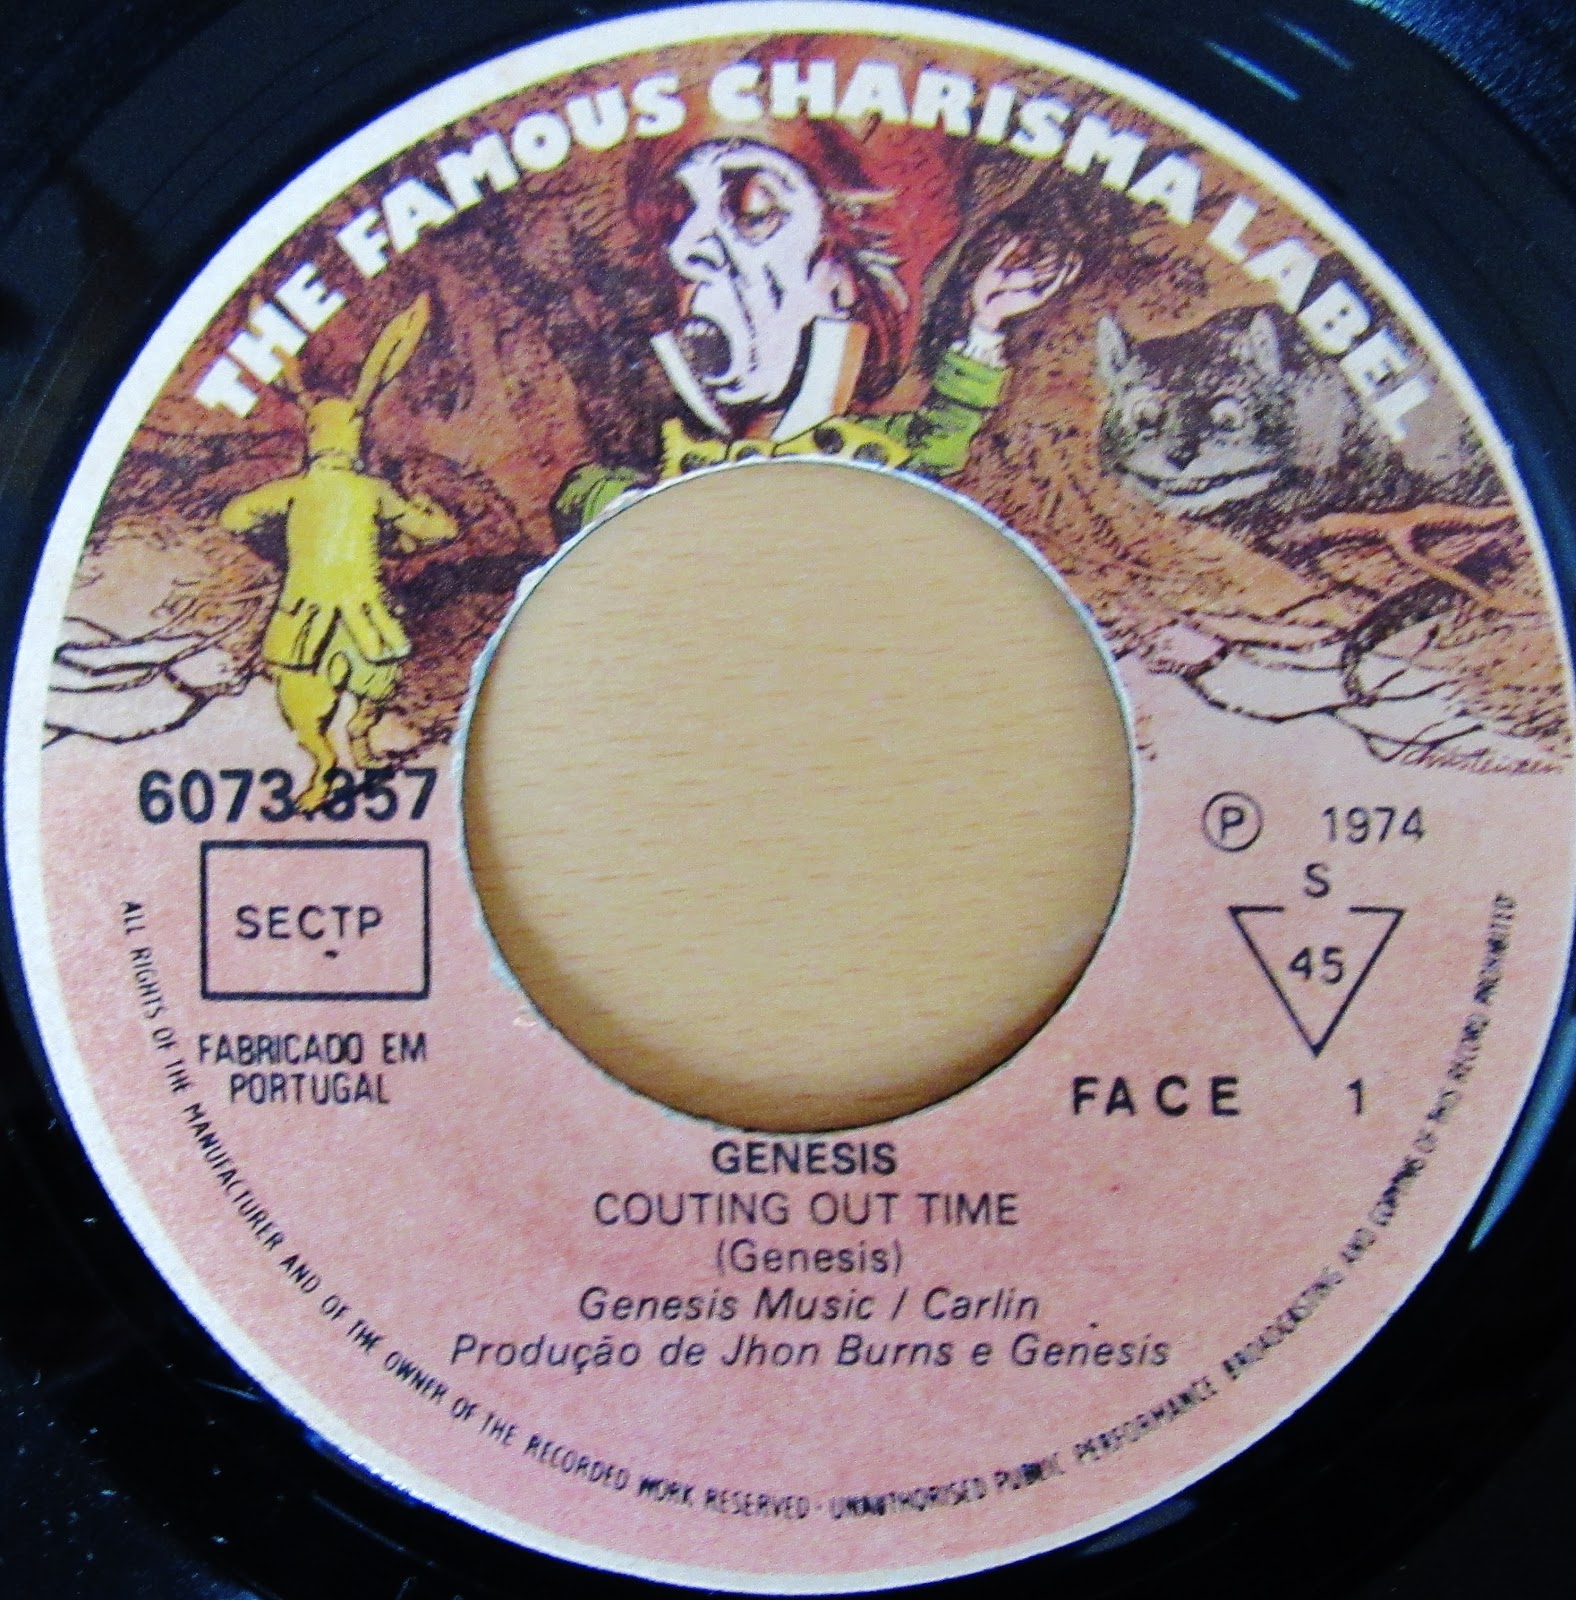 THE FAMOUS CHARISMA LABEL
6073.357
SECTP
FABRICADO EM
PORTUGAL
Ⓟ 1974
S
45
FACE 1
GENESIS
COUTING OUT TIME
(Genesis)
Genesis Music / Carlin
Produção de Jhon Burns e Genesis
ALL RIGHTS OF THE MANUFACTURER AND OF THE OWNER OF THE RECORDED WORK RESERVED - UNAUTHORISED PUBLIC PERFORMANCE BROADCASTING AND COPYING OF THIS RECORD PROHIBITED